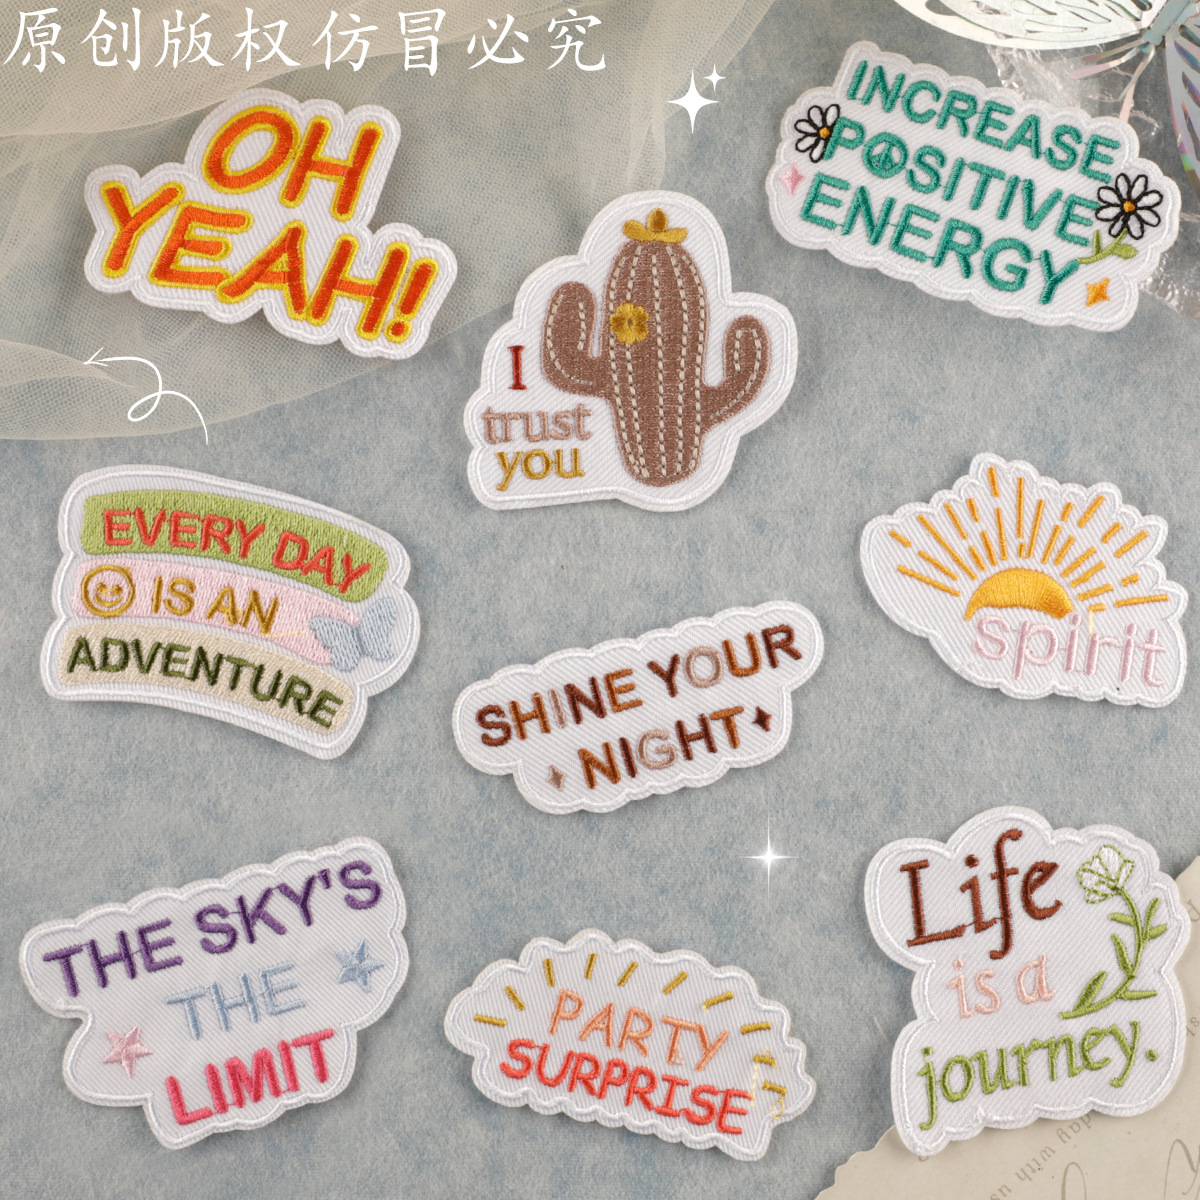 原创版权仿冒必究
OH
YEAH!
INCREASE
POSITIVE
ENERGY
I
trust
you
EVERY DAY
IS AN
ADVENTURE
spirit
SHINE YOUR
NIGHT
THE SKY'S
THE
LIMIT
PARTY
SURPRISE
Life
is a
journey.